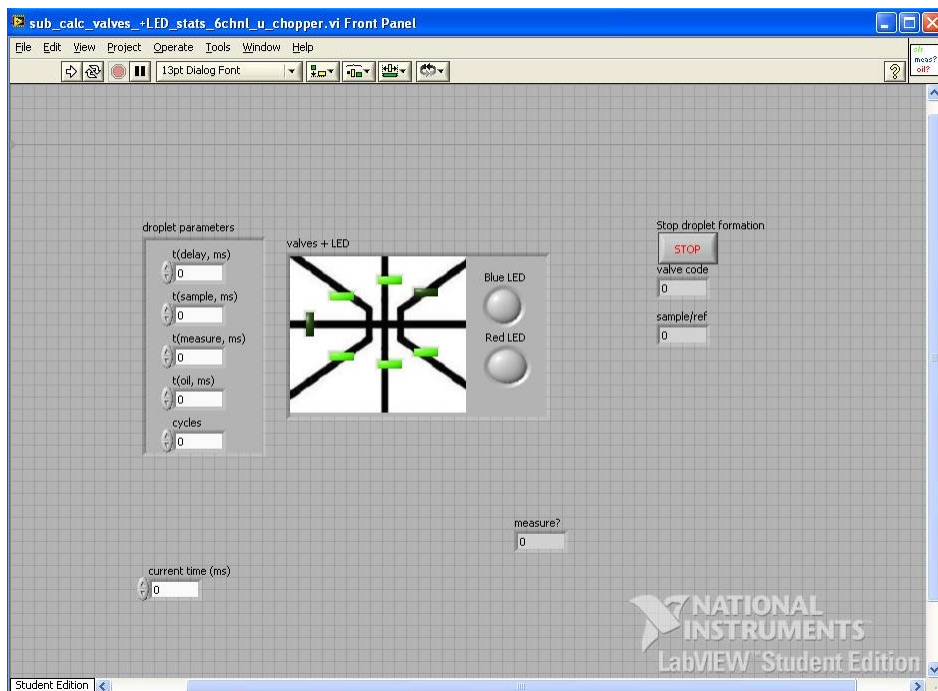 sub_calc_valves_+LED_stats_6chnl_u_chopper.vi Front Panel
File Edit View Project Operate Tools Window Help
13pt Dialog Font
?
meas?
oil?
droplet parameters
t(delay, ms)
0
t(sample, ms)
0
t(measure, ms)
0
t(oil, ms)
0
cycles
0
valves + LED
Blue LED
Red LED
Stop droplet formation
STOP
valve code
0
sample/ref
0
measure?
0
current time (ms)
0
NATIONAL
INSTRUMENTS
LabVIEW™ Student Edition
Student Edition